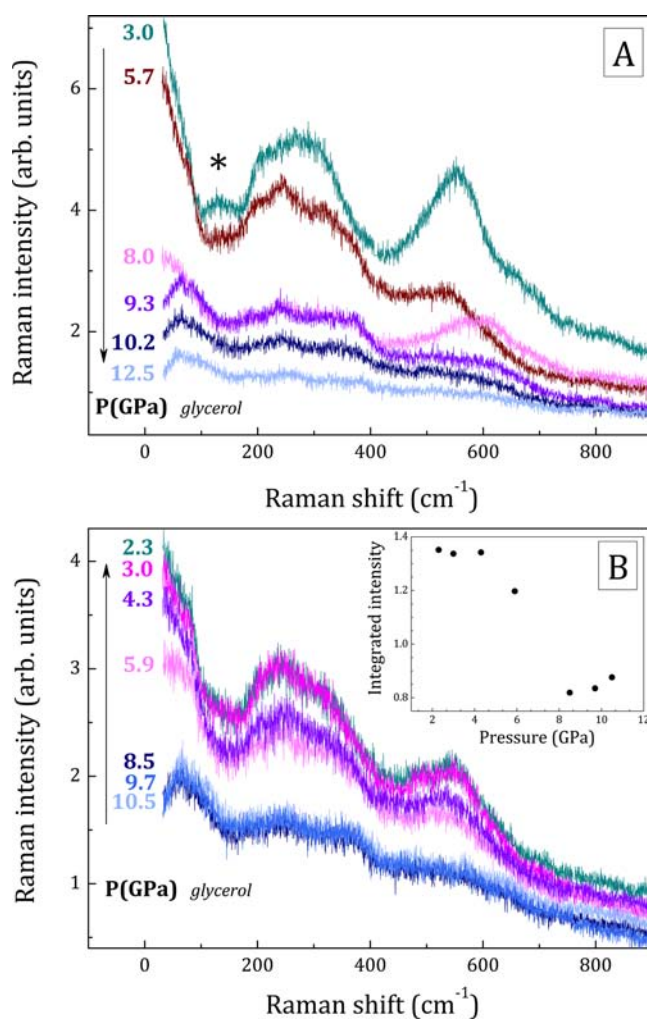 A
3.0
5.7
*
8.0
9.3
10.2
12.5
P(GPa) glycerol
6
4
2
Raman intensity (arb. units)
0 200 400 600 800
Raman shift (cm⁻¹)
B
2.3
3.0
4.3
5.9
8.5
9.7
10.5
P(GPa) glycerol
4
3
2
1
Raman intensity (arb. units)
1.4
1.2
1.0
0.8
Integrated intensity
2 4 6 8 10 12
Pressure (GPa)
0 200 400 600 800
Raman shift (cm⁻¹)